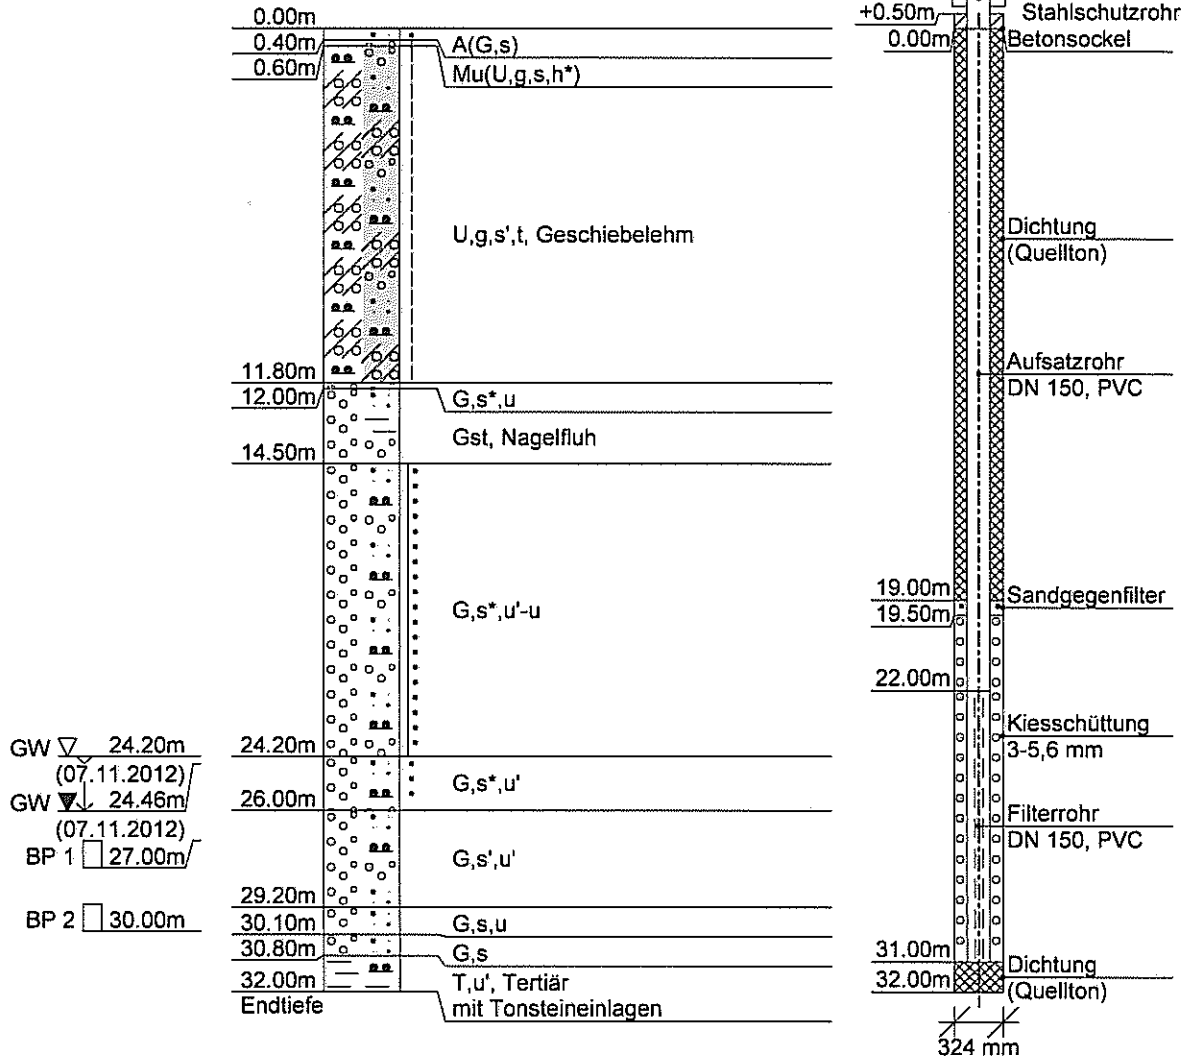 0.00m
0.40m
A(G,s)
0.60m
Mu(U,g,s,h*)
U,g,s',t, Geschiebelehm
11.80m
12.00m
G,s*,u
Gst, Nagelfluh
14.50m
G,s*,u'-u
GW 24.20m
(07.11.2012)
GW 24.46m
(07.11.2012)
BP 1 27.00m
BP 2 30.00m
24.20m
G,s*,u'
26.00m
G,s',u'
29.20m
30.10m
G,s,u
30.80m
G,s
32.00m
T,u', Tertiär
Endtiefe
mit Tonsteineinlagen
+0.50m
Stahlschutzrohr
0.00m
Betonsockel
Dichtung
(Quellton)
Aufsatzrohr
DN 150, PVC
19.00m
Sandgegenfilter
19.50m
22.00m
Kiesschüttung
3-5,6 mm
Filterrohr
DN 150, PVC
31.00m
Dichtung
32.00m
(Quellton)
324 mm